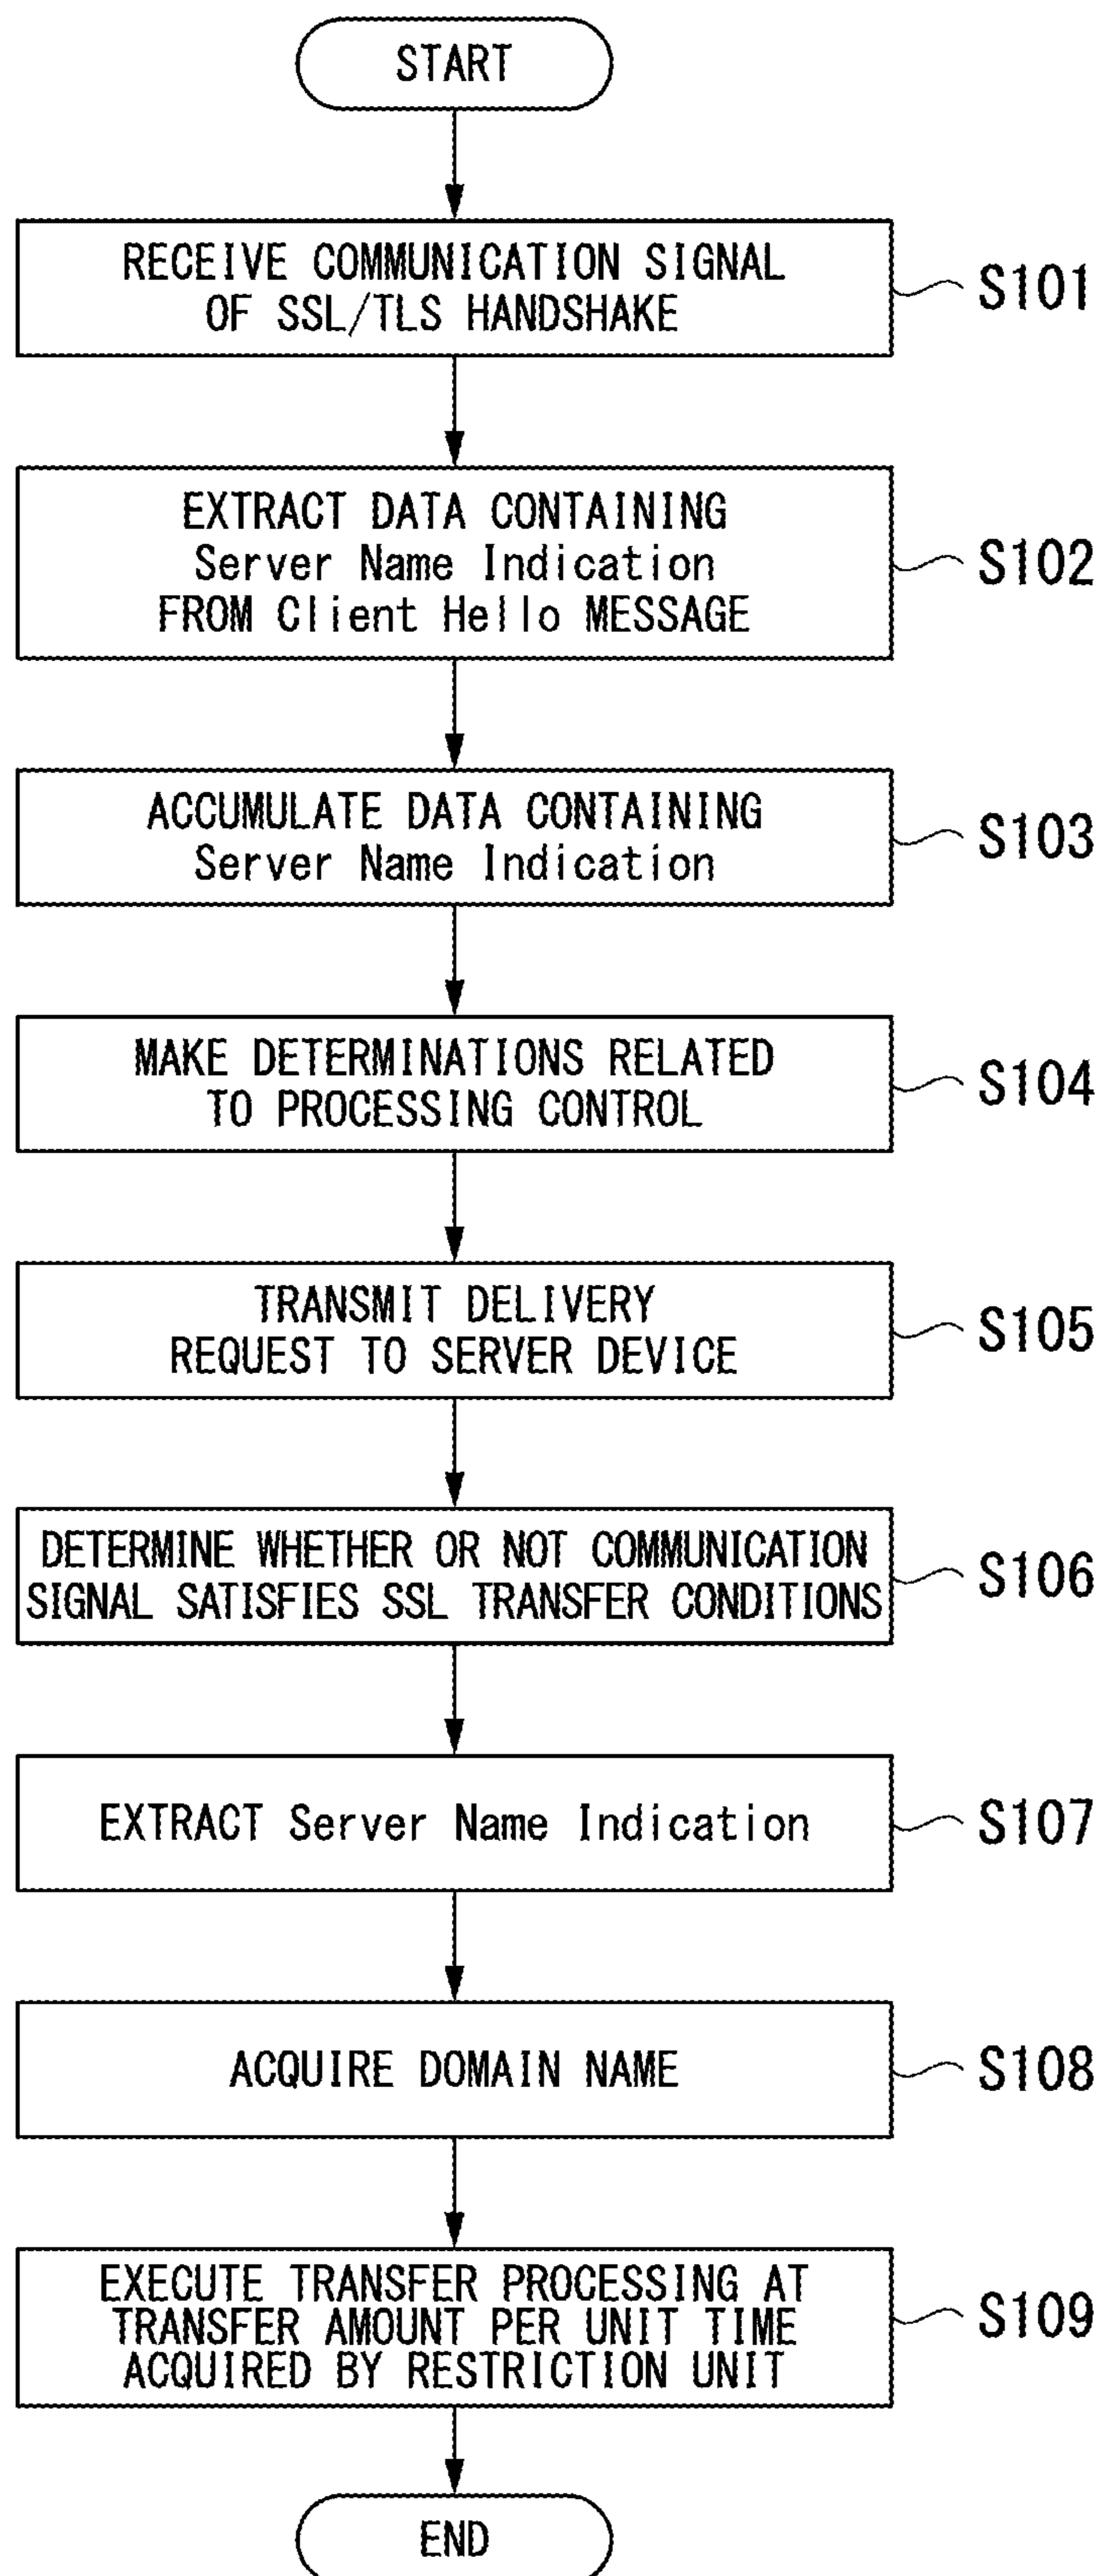 START
RECEIVE COMMUNICATION SIGNAL
OF SSL/TLS HANDSHAKE
S101
EXTRACT DATA CONTAINING
Server Name Indication
FROM Client Hello MESSAGE
S102
ACCUMULATE DATA CONTAINING
Server Name Indication
S103
MAKE DETERMINATIONS RELATED
TO PROCESSING CONTROL
S104
TRANSMIT DELIVERY
REQUEST TO SERVER DEVICE
S105
DETERMINE WHETHER OR NOT COMMUNICATION
SIGNAL SATISFIES SSL TRANSFER CONDITIONS
S106
EXTRACT Server Name Indication
S107
ACQUIRE DOMAIN NAME
S108
EXECUTE TRANSFER PROCESSING AT
TRANSFER AMOUNT PER UNIT TIME
ACQUIRED BY RESTRICTION UNIT
S109
END